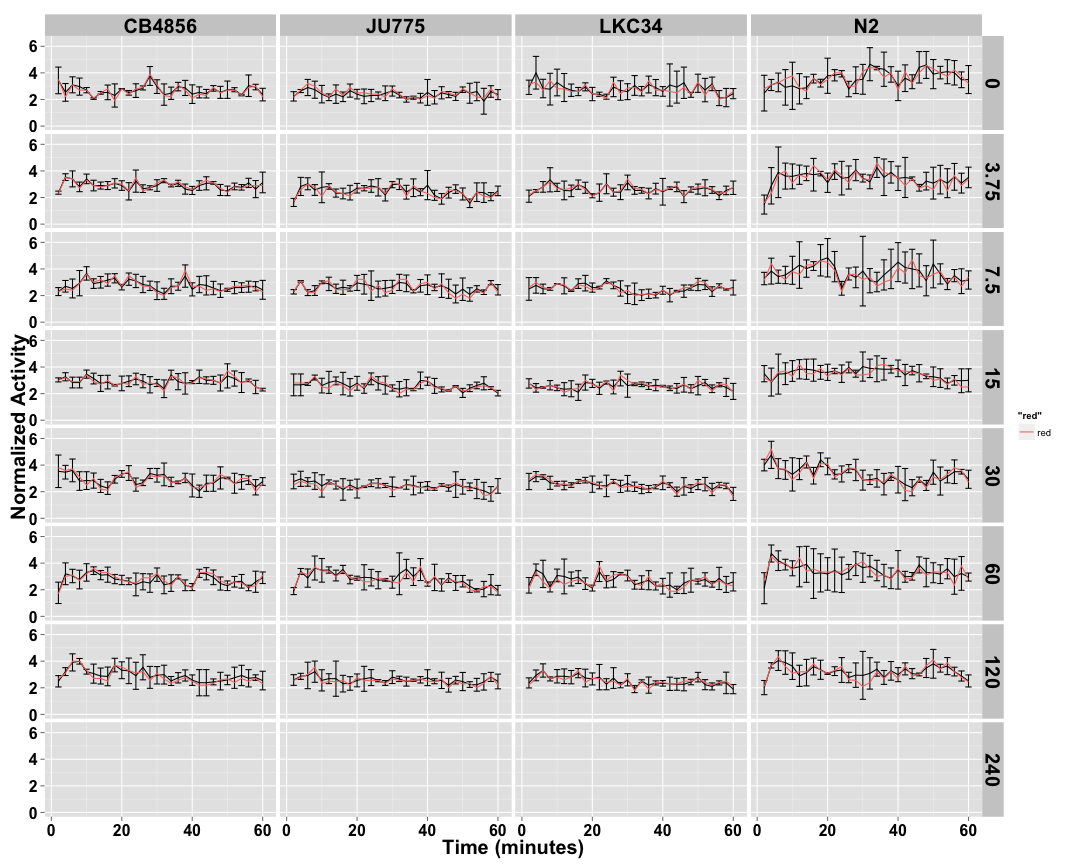 CB4856 JU775 LKC34 N2
6 4 2 0 0
6 4 2 0 3.75
6 4 2 0 7.5
6 4 2 0 15
6 4 2 0 30
6 4 2 0 60
6 4 2 0 120
6 4 2 0 240
Normalized Activity
"red"
red
0 20 40 60 0 20 40 60 0 20 40 60 0 20 40 60
Time (minutes)